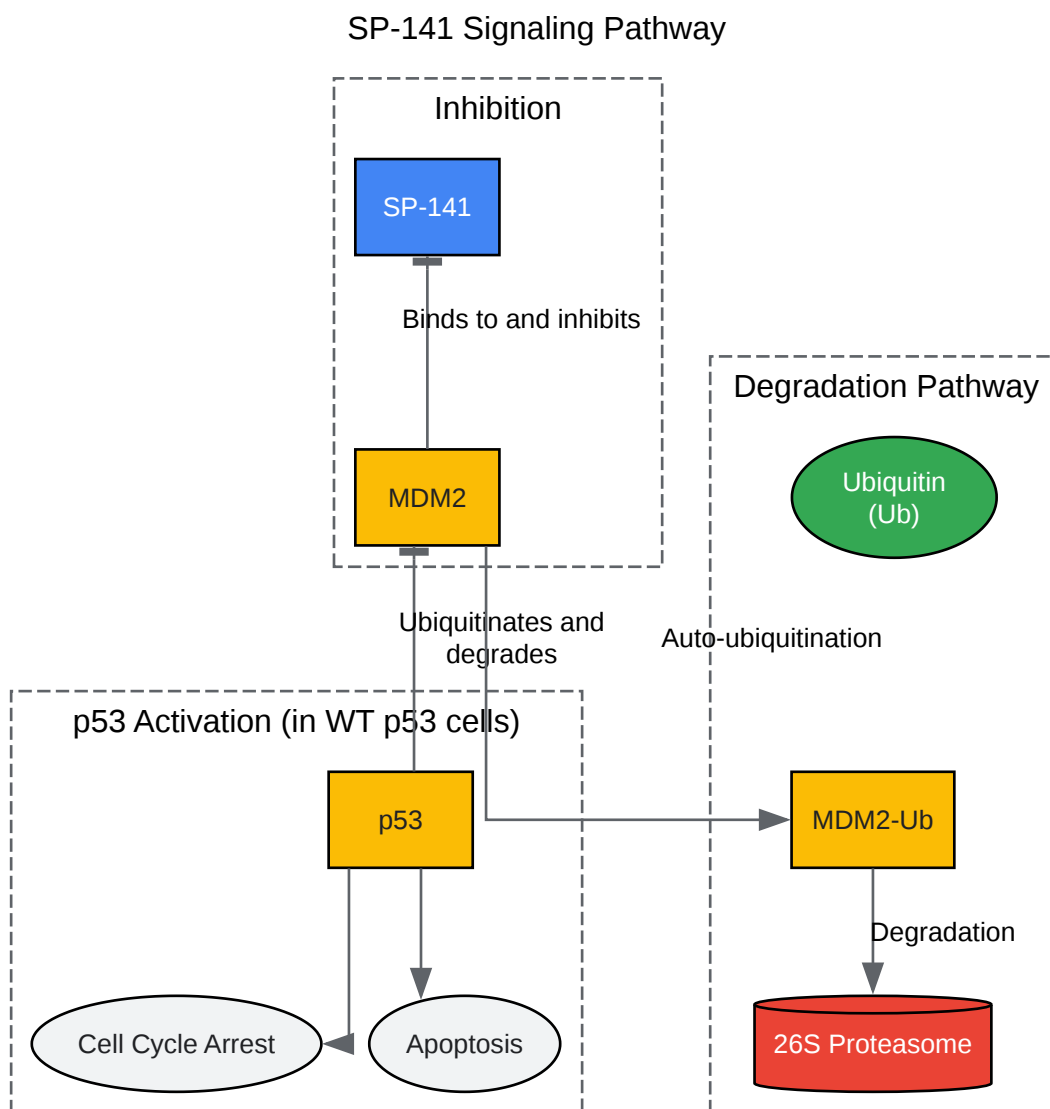 SP-141 Signaling Pathway
Inhibition
SP-141
Binds to and inhibits
MDM2
Degradation Pathway
Ubiquitin
(Ub)
Ubiquitinates and
degrades
Auto-ubiquitination
p53 Activation (in WT p53 cells)
p53
MDM2-Ub
Degradation
Cell Cycle Arrest
Apoptosis
26S Proteasome